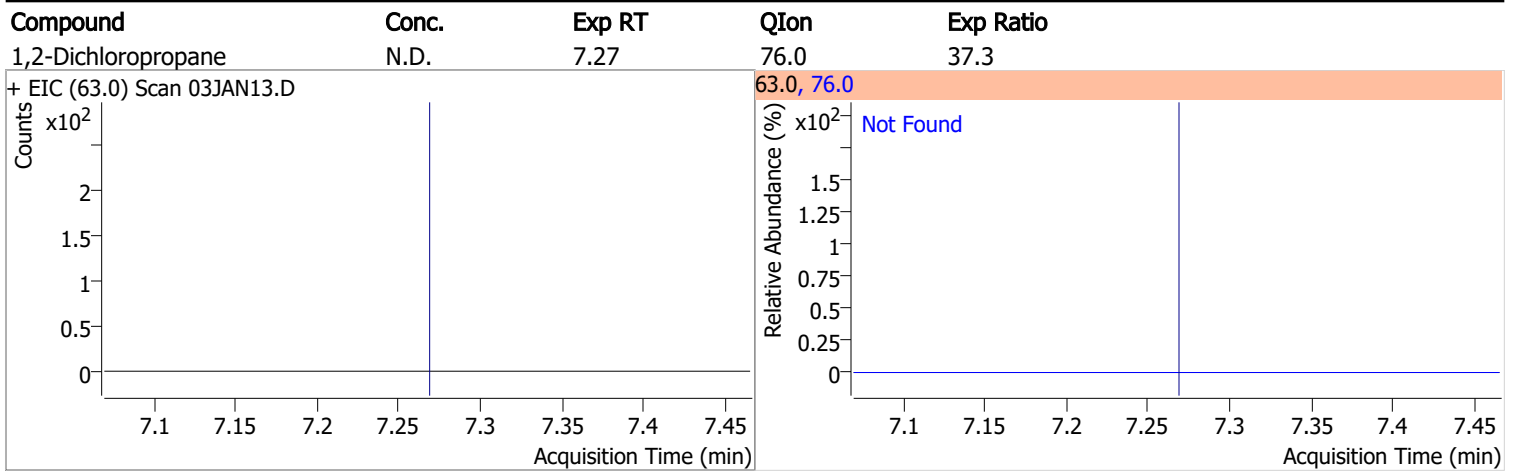 Compound Conc. Exp RT QIon Exp Ratio
1,2-Dichloropropane N.D. 7.27 76.0 37.3
+ EIC (63.0) Scan 03JAN13.D
Counts
x10²
2
1.5
1
0.5
0
7.1 7.15 7.2 7.25 7.3 7.35 7.4 7.45
Acquisition Time (min)
63.0, 76.0
Relative Abundance (%)
x10²
Not Found
1.5
1.25
1
0.75
0.5
0.25
0
7.1 7.15 7.2 7.25 7.3 7.35 7.4 7.45
Acquisition Time (min)